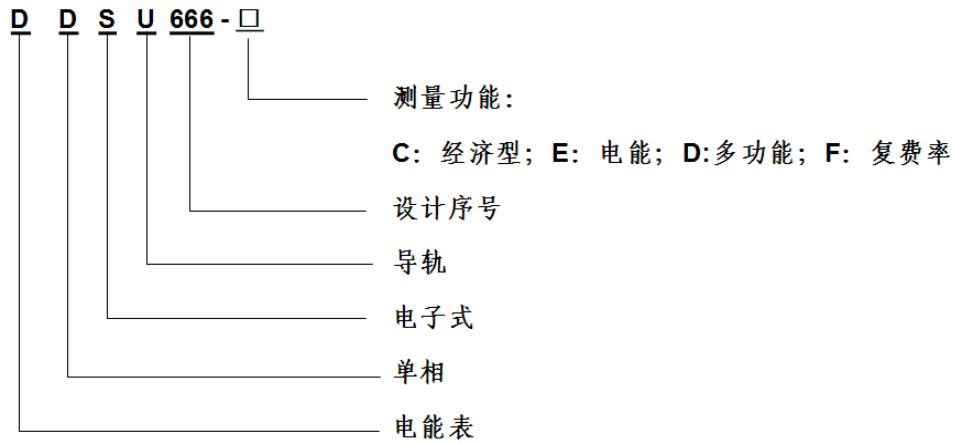 D D S U 666 - □
测量功能：
C：经济型；E：电能；D:多功能；F：复费率
设计序号
导轨
电子式
单相
电能表